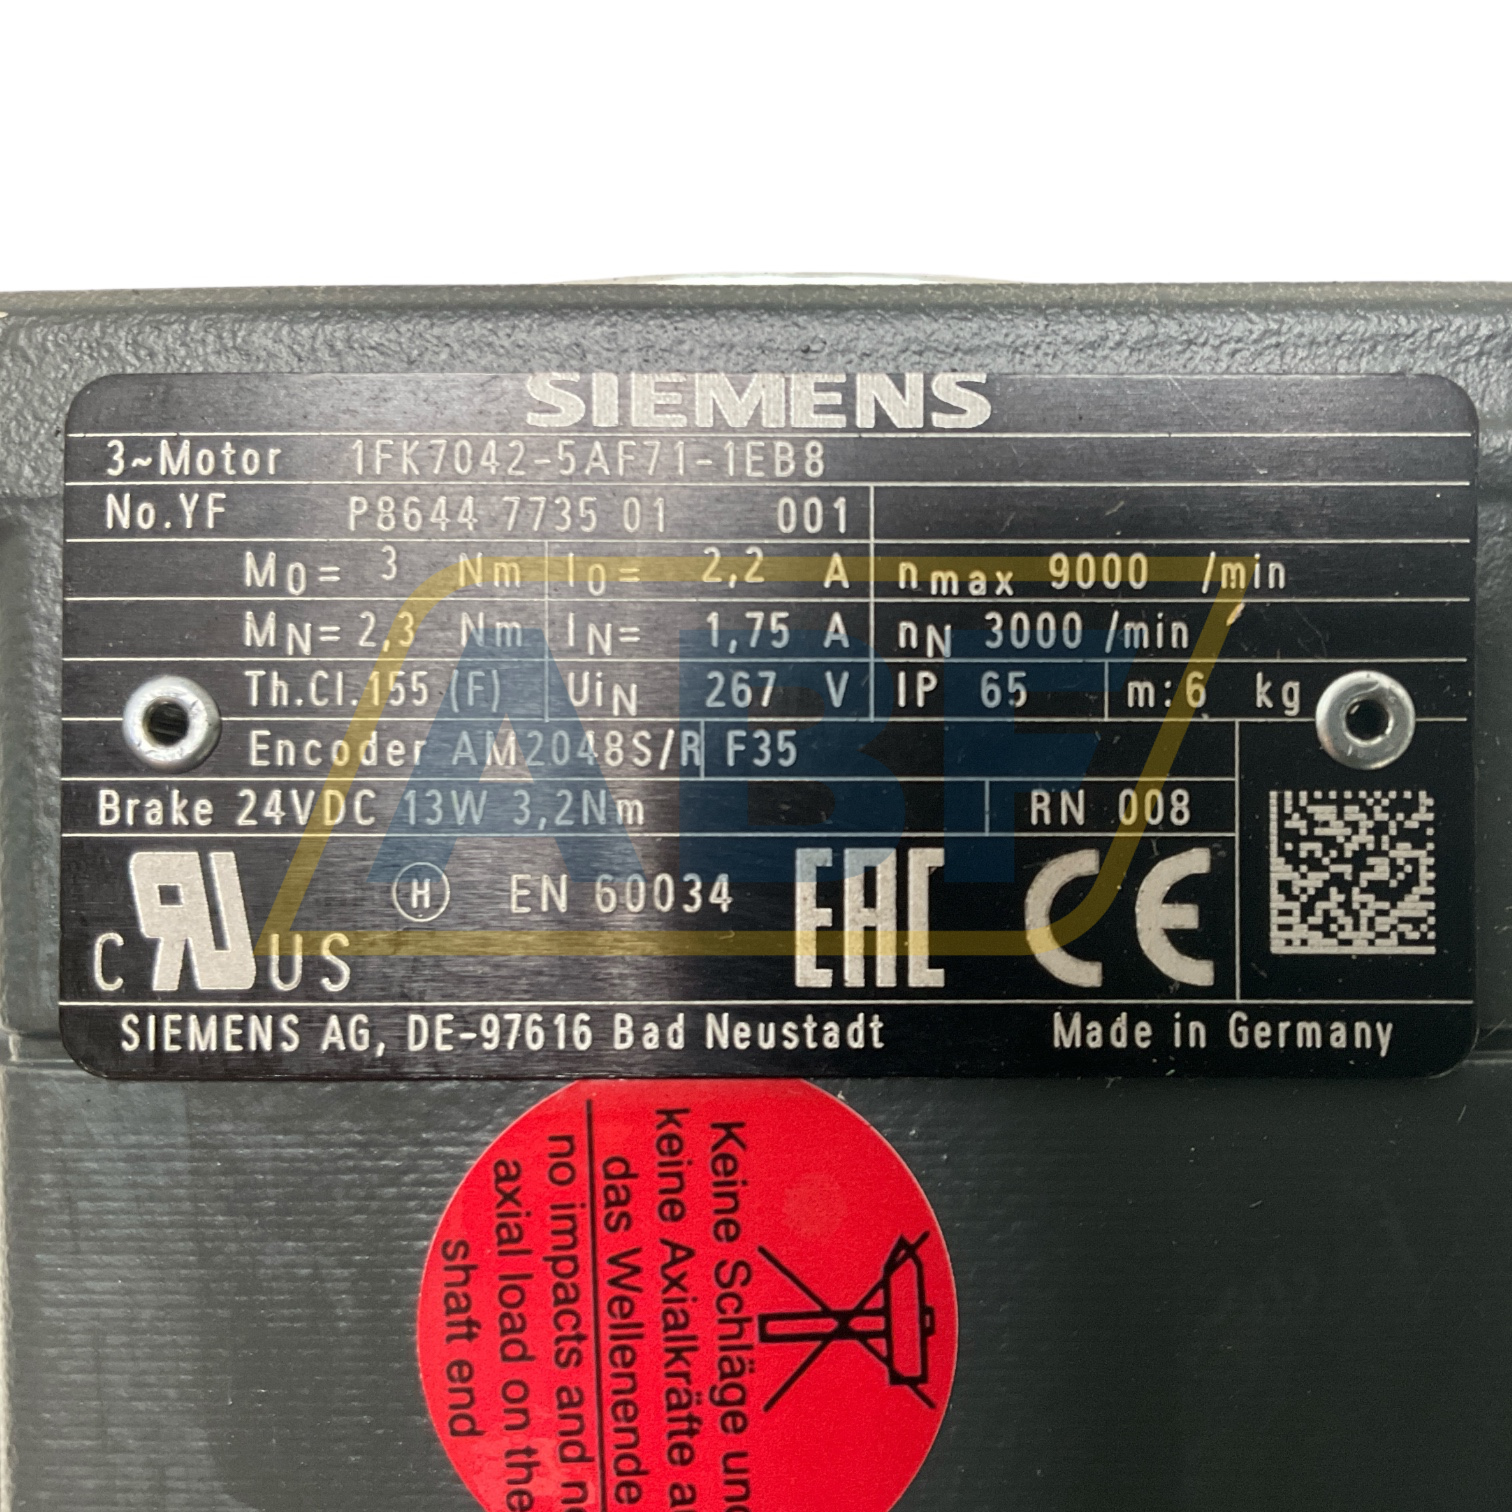 SIEMENS
3~Motor 1FK7042-5AF71-1EB8
No.YF P8644 7735 01 001
M0= 3 Nm I0= 2,2 A nmax 9000 /min
MN= 2,3 Nm IN= 1,75 A nN 3000 /min
Th.Cl.155 (F) UiN 267 V IP 65 m:6 kg
Encoder AM2048S/R F35
Brake 24VDC 13W 3,2Nm RN 008
C RU US H EN 60034 EAC CE
SIEMENS AG, DE-97616 Bad Neustadt Made in Germany
ABF
Keine Schläge und
keine Axialkräfte
das Wellenende
no impacts and no
axial load on the
shaft end